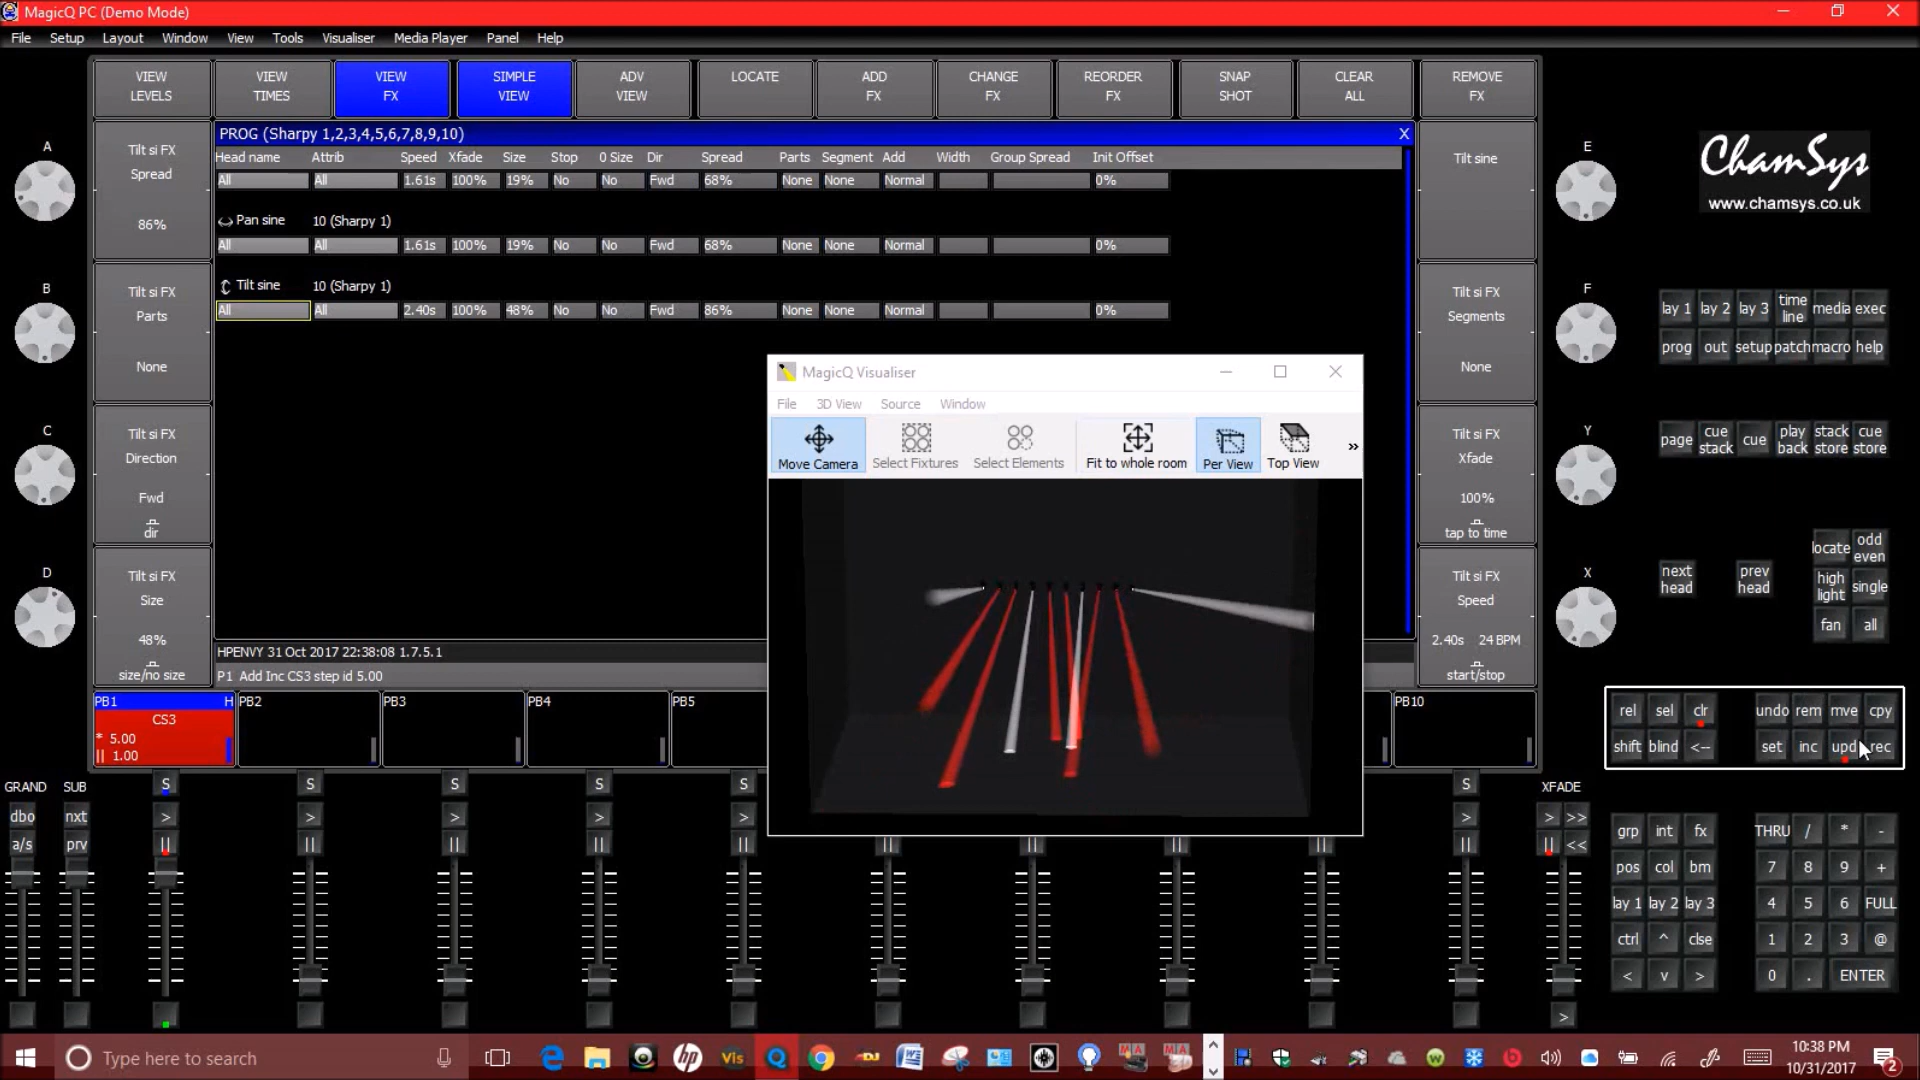 MagicQ PC (Demo Mode)
File Setup Layout Window View Tools Visualiser Media Player Panel Help
VIEW LEVELS
VIEW TIMES
VIEW FX
SIMPLE VIEW
ADV VIEW
LOCATE
ADD FX
CHANGE FX
REORDER FX
SNAP SHOT
CLEAR ALL
REMOVE FX
PROG (Sharpy 1,2,3,4,5,6,7,8,9,10) X
Head name Attrib Speed Xfade Size Stop 0 Size Dir Spread Parts Segment Add Width Group Spread Init Offset
All All 1.61s 100% 19% No No Fwd 68% None None Normal 0%
Pan sine 10 (Sharpy 1)
All All 1.61s 100% 19% No No Fwd 68% None None Normal 0%
Tilt sine 10 (Sharpy 1)
All All 2.40s 100% 48% No No Fwd 86% None None Normal 0%
A
Tilt si FX
Spread
86%
B
Tilt si FX
Parts
None
C
Tilt si FX
Direction
Fwd
dir
D
Tilt si FX
Size
48%
size/no size
Tilt sine
E
Tilt si FX
Segments
None
F
Tilt si FX
Xfade
100%
tap to time
Y
Tilt si FX
Speed
2.40s 24 BPM
start/stop
X
MagicQ Visualiser
File 3D View Source Window
Move Camera Select Fixtures Select Elements Fit to whole room Per View Top View »
HPENVY 31 Oct 2017 22:38:08 1.7.5.1
P1 Add Inc CS3 step id 5.00
PB1 H PB2 PB3 PB4 PB5 PB10
CS3
* 5.00
|| 1.00
ChamSys
www.chamsys.co.uk
lay 1 lay 2 lay 3 time line media exec
prog out setup patch macro help
page cue stack cue play back stack store cue store
locate odd even
next head prev head high light single
fan all
rel sel clr undo rem mve cpy
shift blind <-- set inc upd rec
GRAND SUB S S S S S XFADE
dbo nxt > > > > > > >>
a/s prv || || || || || || || || || || <<
grp int fx THRU / * -
pos col bm 7 8 9 +
lay 1 lay 2 lay 3 4 5 6 FULL
ctrl ^ clse 1 2 3 @
< v > 0 . ENTER
>
Type here to search
hp Vis Q ADJ W MA w
10:38 PM
10/31/2017
2